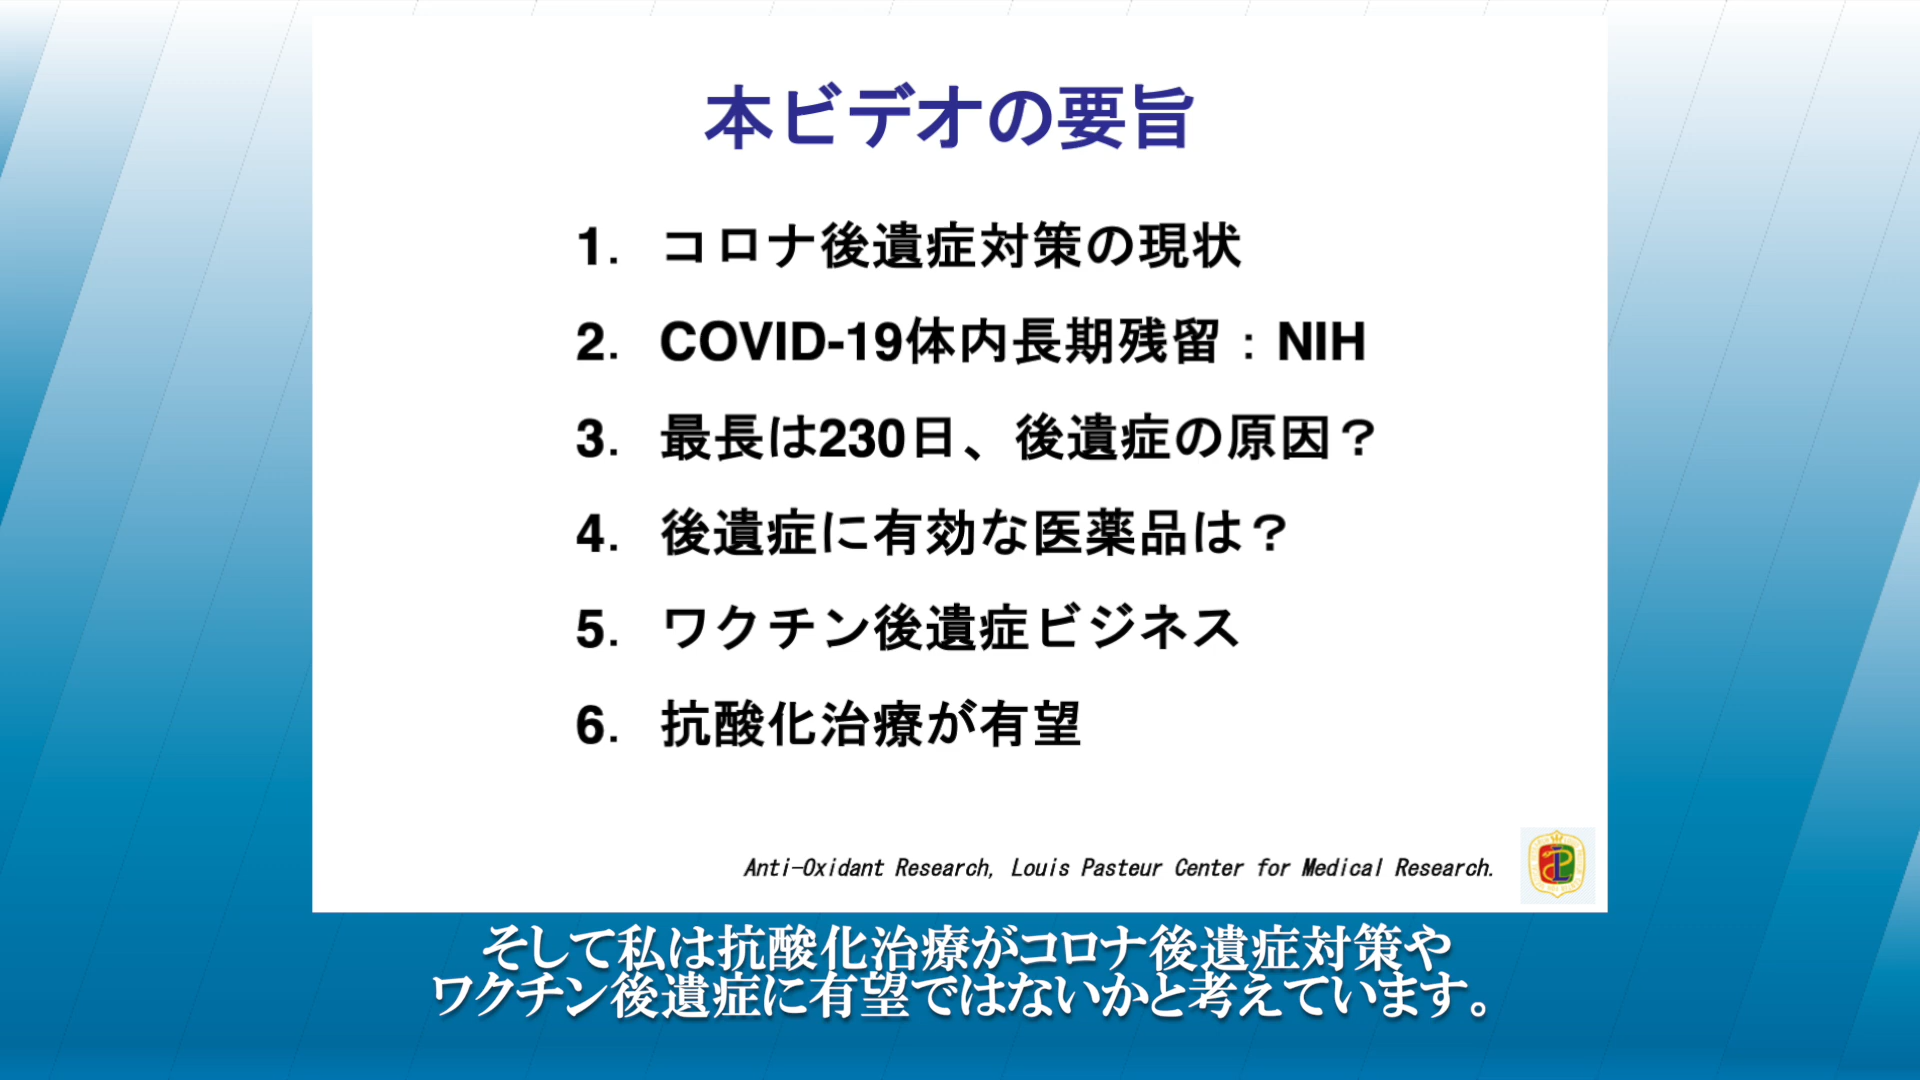 本ビデオの要旨
1. コロナ後遺症対策の現状
2. COVID-19体内長期残留：NIH
3. 最長は230日、後遺症の原因？
4. 後遺症に有効な医薬品は？
5. ワクチン後遺症ビジネス
6. 抗酸化治療が有望
Anti-Oxidant Research, Louis Pasteur Center for Medical Research.
そして私は抗酸化治療がコロナ後遺症対策や
ワクチン後遺症に有望ではないかと考えています。